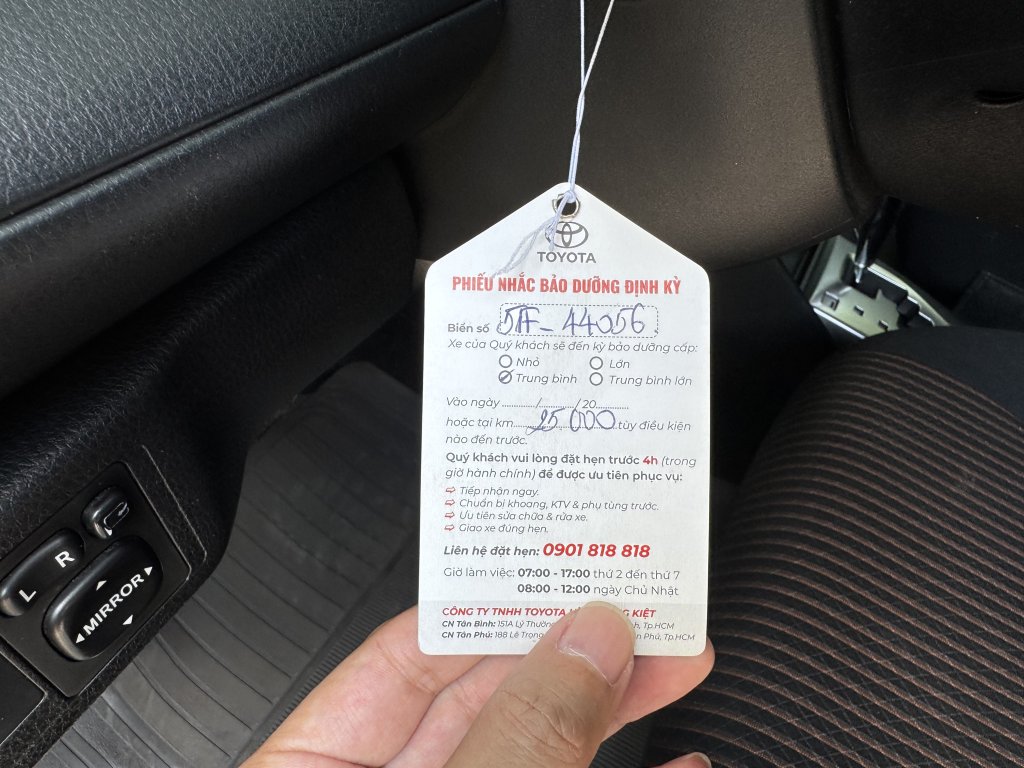 TOYOTA
PHIẾU NHẮC BẢO DƯỠNG ĐỊNH KỲ
Biển số 51F-44056
Xe của Quý khách sẽ đến kỳ bảo dưỡng cấp:
Nhỏ Lớn
Trung bình Trung bình lớn
Vào ngày ............/............/20............
hoặc tại km 25000 tùy điều kiện
nào đến trước.
Quý khách vui lòng đặt hẹn trước 4h (trong
giờ hành chính) để được ưu tiên phục vụ:
⇨ Tiếp nhận ngay.
⇨ Chuẩn bị khoang, KTV & phụ tùng trước.
⇨ Ưu tiên sửa chữa & rửa xe.
⇨ Giao xe đúng hẹn.
Liên hệ đặt hẹn: 0901 818 818
Giờ làm việc: 07:00 - 17:00 thứ 2 đến thứ 7
08:00 - 12:00 ngày Chủ Nhật
CÔNG TY TNHH TOYOTA KIỆT
CN Tân Bình: 151A Lý Thường Tp.HCM
CN Tân Phú: 188 Lê Trọng Phú, Tp.HCM
L R
MIRROR